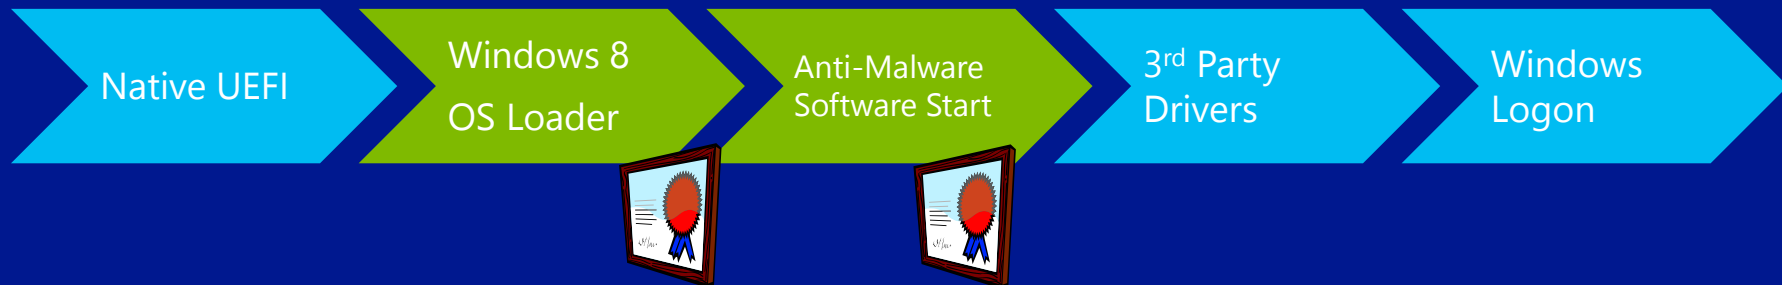 Native UEFI
Windows 8
OS Loader
Anti-Malware
Software Start
3rd Party
Drivers
Windows
Logon